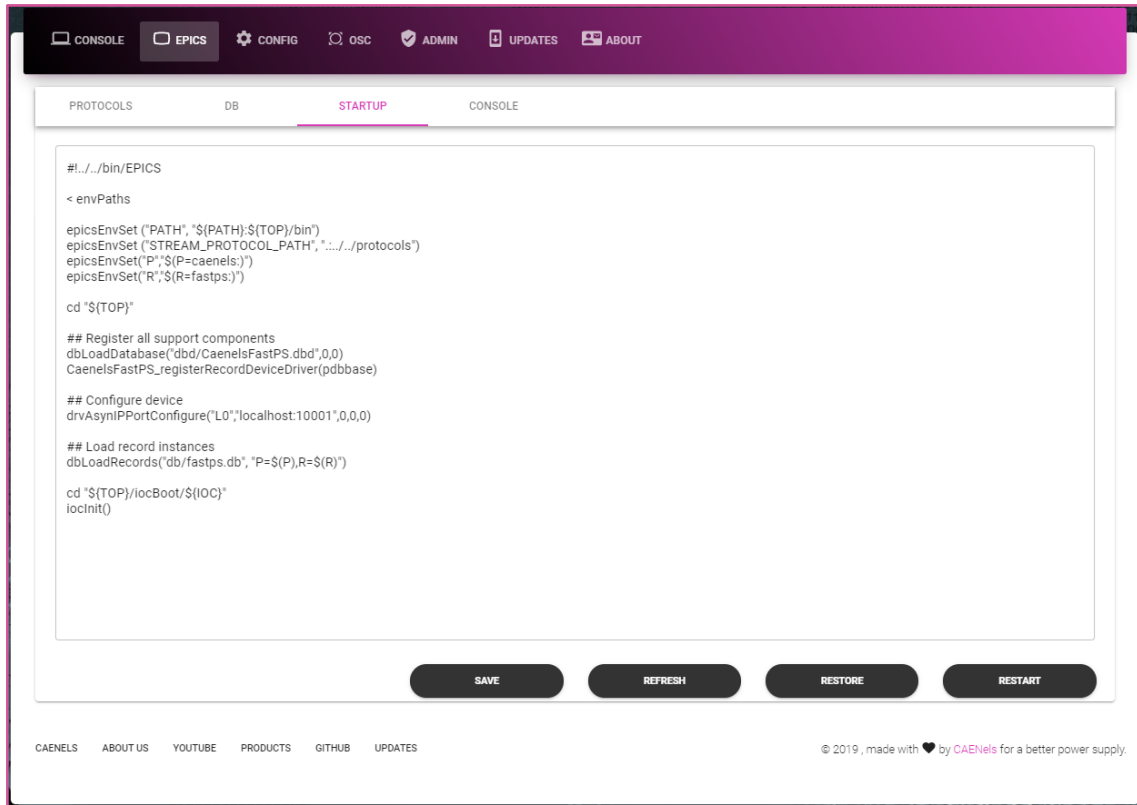 CONSOLE EPICS CONFIG OSC ADMIN UPDATES ABOUT
PROTOCOLS DB STARTUP CONSOLE
#!../../bin/EPICS
< envPaths
epicsEnvSet ("PATH", "${PATH}:${TOP}/bin")
epicsEnvSet ("STREAM_PROTOCOL_PATH", ".:../../protocols")
epicsEnvSet("P","$(P=caenels:)")
epicsEnvSet("R","$(R=fastps:)")
cd "${TOP}"
## Register all support components
dbLoadDatabase("dbd/CaenelsFastPS.dbd",0,0)
CaenelsFastPS_registerRecordDeviceDriver(pdbbase)
## Configure device
drvAsynIPPortConfigure("L0","localhost:10001",0,0,0)
## Load record instances
dbLoadRecords("db/fastps.db", "P=$(P),R=$(R)")
cd "${TOP}/iocBoot/${IOC}"
iocInit()
SAVE REFRESH RESTORE RESTART
CAENELS ABOUT US YOUTUBE PRODUCTS GITHUB UPDATES
© 2019 , made with ♥ by CAENels for a better power supply.